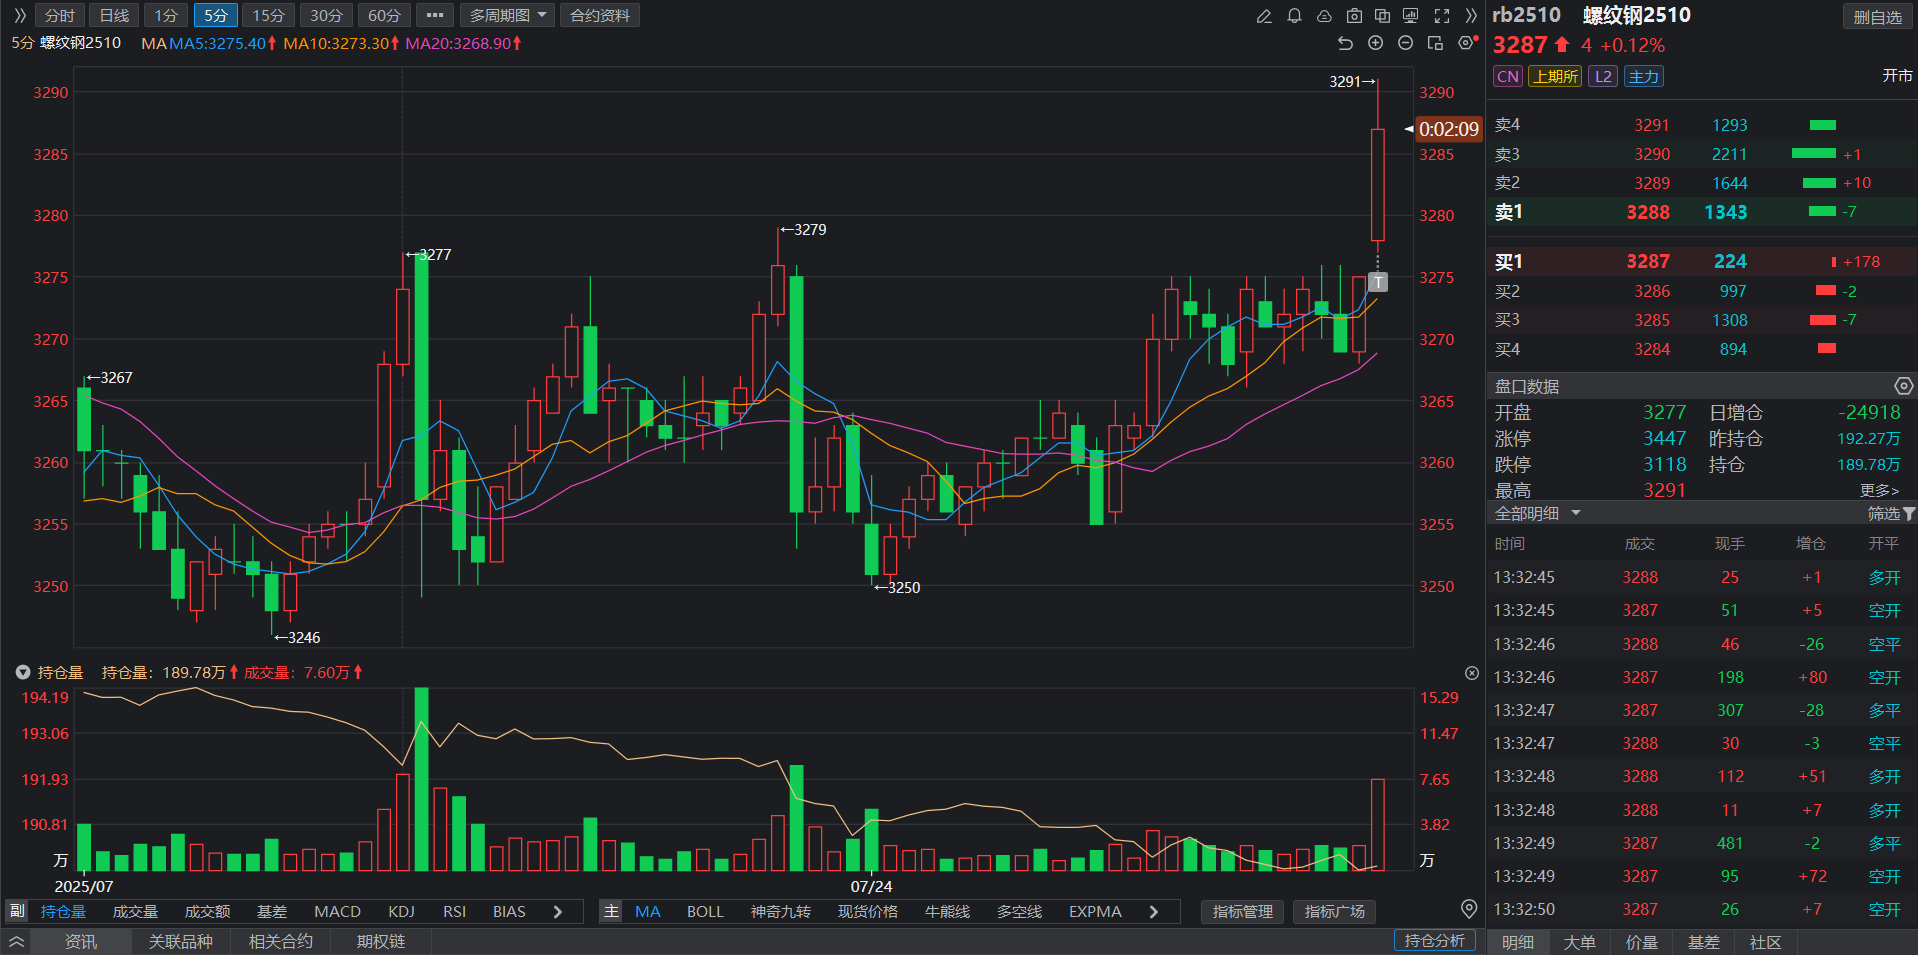 分时 日线 1分 5分 15分 30分 60分 ••• 多周期图 合约资料
5分 螺纹钢2510 MA MA5:3275.40 MA10:3273.30 MA20:3268.90
3290
3285
3280
3275
3270
3265
3260
3255
3250
←3267
←3246
←3277
←3279
←3250
3291→
3290
0:02:09
3285
3280
3275
T
3270
3265
3260
3255
3250
持仓量 持仓量: 189.78万 成交量: 7.60万
194.19
193.06
191.93
190.81
万
15.29
11.47
7.65
3.82
万
2025/07 07/24
副 持仓量 成交量 成交额 基差 MACD KDJ RSI BIAS 主 MA BOLL 神奇九转 现货价格 牛熊线 多空线 EXPMA 指标管理 指标广场
资讯 关联品种 相关合约 期权链 持仓分析
rb2510 螺纹钢2510 删自选
3287 4 +0.12%
CN 上期所 L2 主力 开市
卖4 3291 1293
卖3 3290 2211 +1
卖2 3289 1644 +10
卖1 3288 1343 -7
买1 3287 224 +178
买2 3286 997 -2
买3 3285 1308 -7
买4 3284 894
盘口数据
开盘 3277 日增仓 -24918
涨停 3447 昨持仓 192.27万
跌停 3118 持仓 189.78万
最高 3291 更多>
全部明细 筛选
时间 成交 现手 增仓 开平
13:32:45 3288 25 +1 多开
13:32:45 3287 51 +5 空开
13:32:46 3288 46 -26 空平
13:32:46 3287 198 +80 空开
13:32:47 3287 307 -28 多平
13:32:47 3288 30 -3 空平
13:32:48 3288 112 +51 多开
13:32:48 3288 11 +7 多开
13:32:49 3287 481 -2 多平
13:32:49 3287 95 +72 空开
13:32:50 3287 26 +7 空开
明细 大单 价量 基差 社区